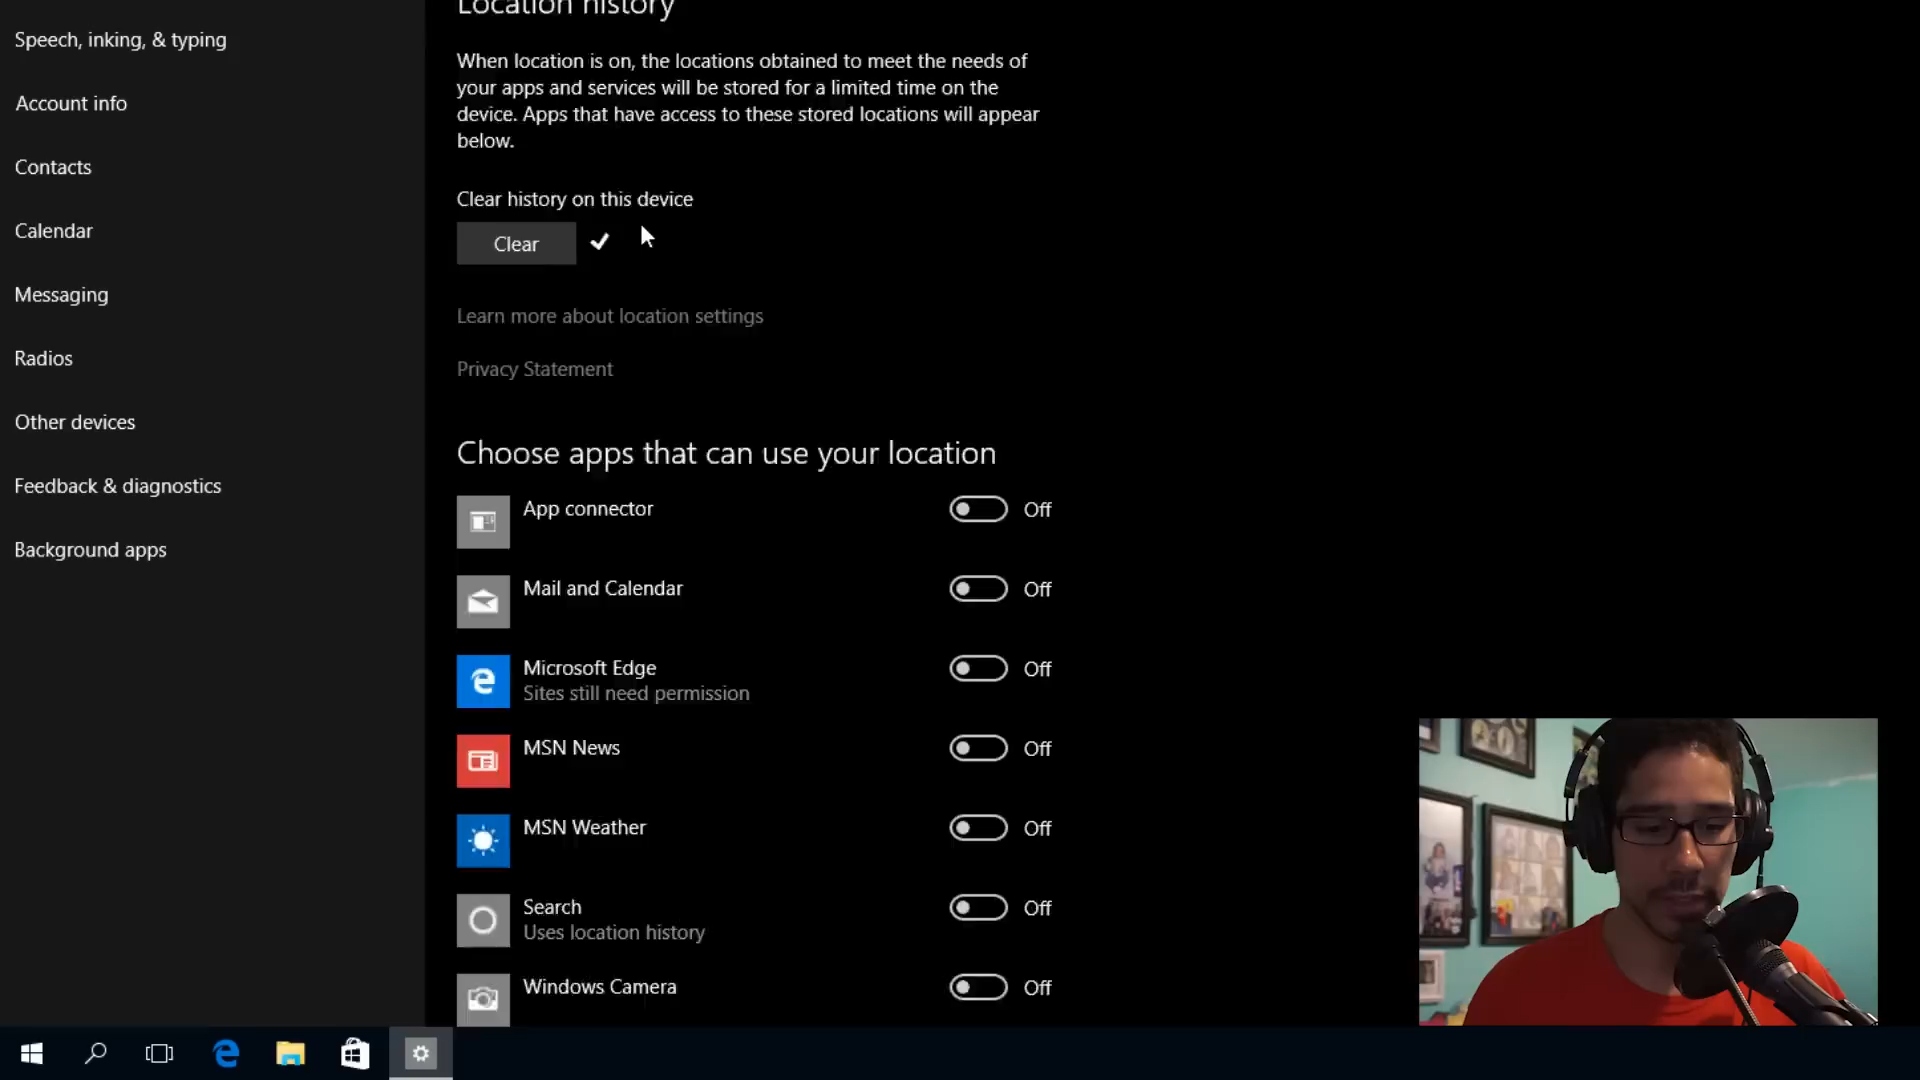 Speech, inking, & typing
Account info
Contacts
Calendar
Messaging
Radios
Other devices
Feedback & diagnostics
Background apps
Location history
When location is on, the locations obtained to meet the needs of
your apps and services will be stored for a limited time on the
device. Apps that have access to these stored locations will appear
below.
Clear history on this device
Clear
Learn more about location settings
Privacy Statement
Choose apps that can use your location
App connector Off
Mail and Calendar Off
Microsoft Edge Off
Sites still need permission
MSN News Off
MSN Weather Off
Search Off
Uses location history
Windows Camera Off